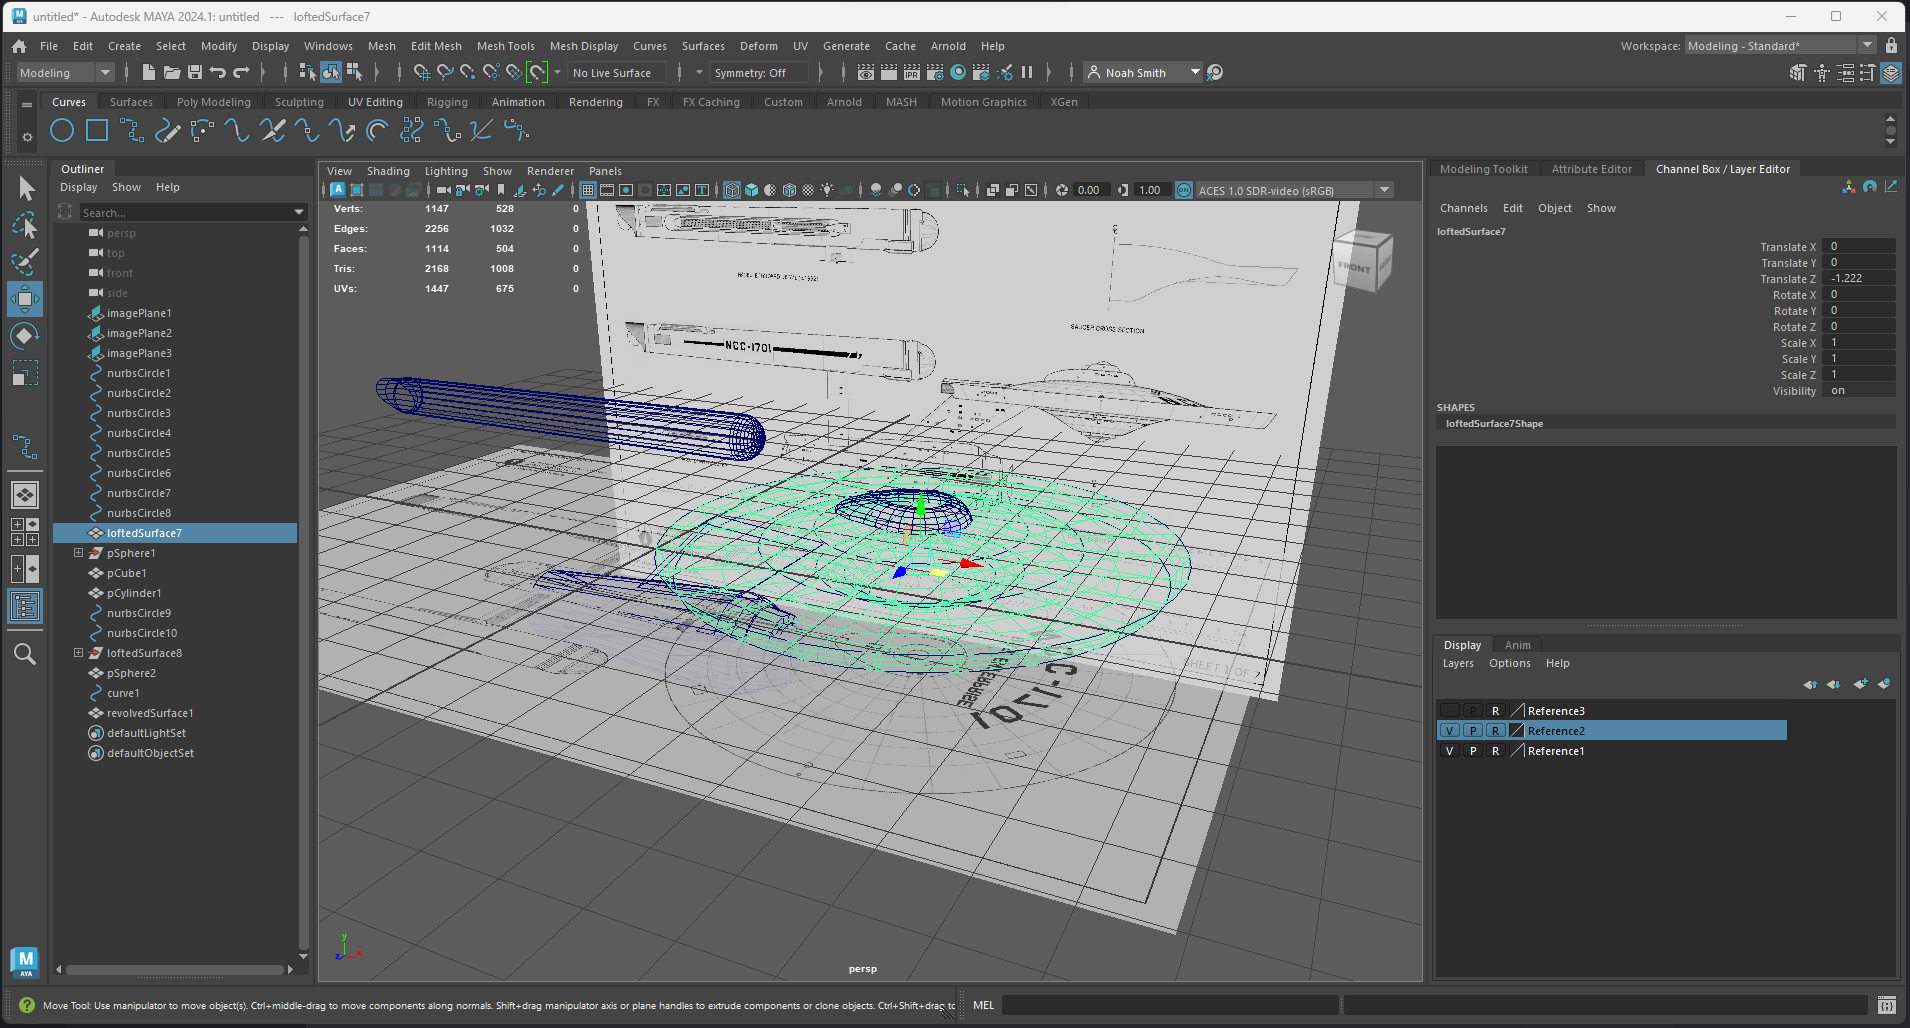 untitled* - Autodesk MAYA 2024.1: untitled --- loftedSurface7
File Edit Create Select Modify Display Windows Mesh Edit Mesh Mesh Tools Mesh Display Curves Surfaces Deform UV Generate Cache Arnold Help
Workspace: Modeling - Standard*
Modeling
No Live Surface
Symmetry: Off
IPR
Noah Smith
Curves Surfaces Poly Modeling Sculpting UV Editing Rigging Animation Rendering FX FX Caching Custom Arnold MASH Motion Graphics XGen
Outliner
Display Show Help
Search...
persp
top
front
side
imagePlane1
imagePlane2
imagePlane3
nurbsCircle1
nurbsCircle2
nurbsCircle3
nurbsCircle4
nurbsCircle5
nurbsCircle6
nurbsCircle7
nurbsCircle8
loftedSurface7
pSphere1
pCube1
pCylinder1
nurbsCircle9
nurbsCircle10
loftedSurface8
pSphere2
curve1
revolvedSurface1
defaultLightSet
defaultObjectSet
M
AYA
View Shading Lighting Show Renderer Panels
0.00
1.00
ACES 1.0 SDR-video (sRGB)
Verts: 1147 528 0
Edges: 2256 1032 0
Faces: 1114 504 0
Tris: 2168 1008 0
UVs: 1447 675 0
SAUCER CROSS SECTION
FRONT
NCC-1701
SHEET 1 OF
C-1701
y
x
z
persp
Modeling Toolkit Attribute Editor Channel Box / Layer Editor
Channels Edit Object Show
loftedSurface7
Translate X 0
Translate Y 0
Translate Z -1.222
Rotate X 0
Rotate Y 0
Rotate Z 0
Scale X 1
Scale Y 1
Scale Z 1
Visibility on
SHAPES
loftedSurface7Shape
Display Anim
Layers Options Help
P R Reference3
V P R Reference2
V P R Reference1
Move Tool: Use manipulator to move object(s). Ctrl+middle-drag to move components along normals. Shift+drag manipulator axis or plane handles to extrude components or clone objects. Ctrl+Shift+drag to
MEL